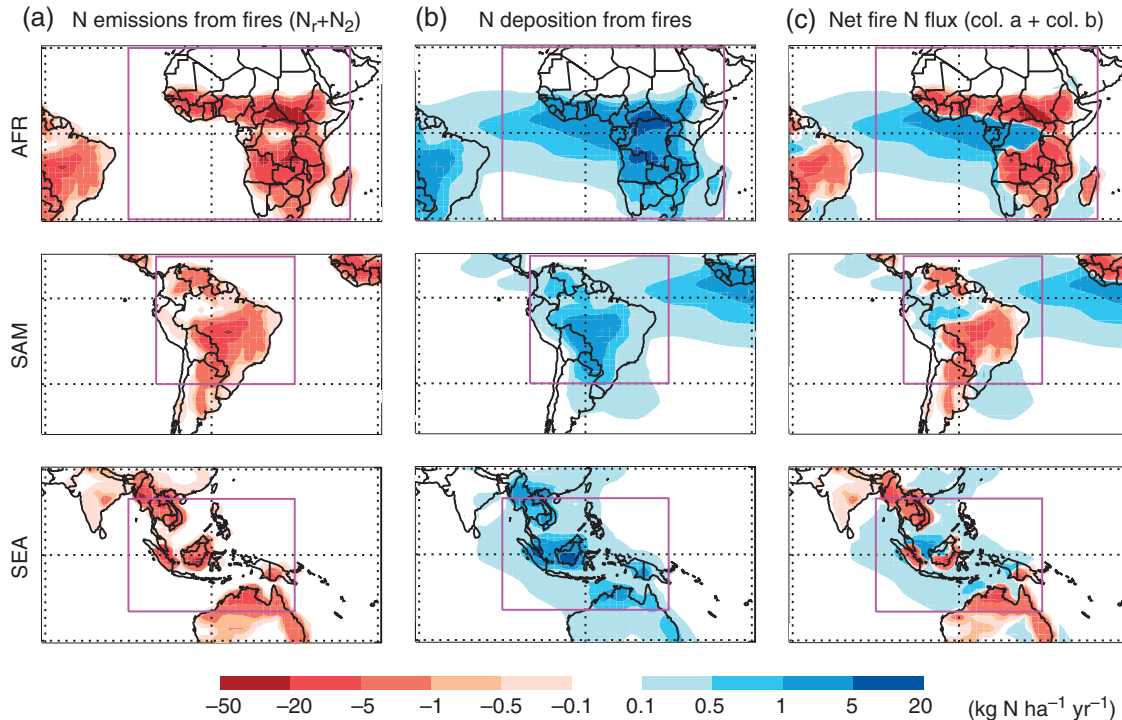 (a) N emissions from fires (Nᵣ+N₂) (b) N deposition from fires (c) Net fire N flux (col. a + col. b)
AFR
SAM
SEA
−50 −20 −5 −1 −0.5 −0.1 0.1 0.5 1 5 20 (kg N ha⁻¹ yr⁻¹)